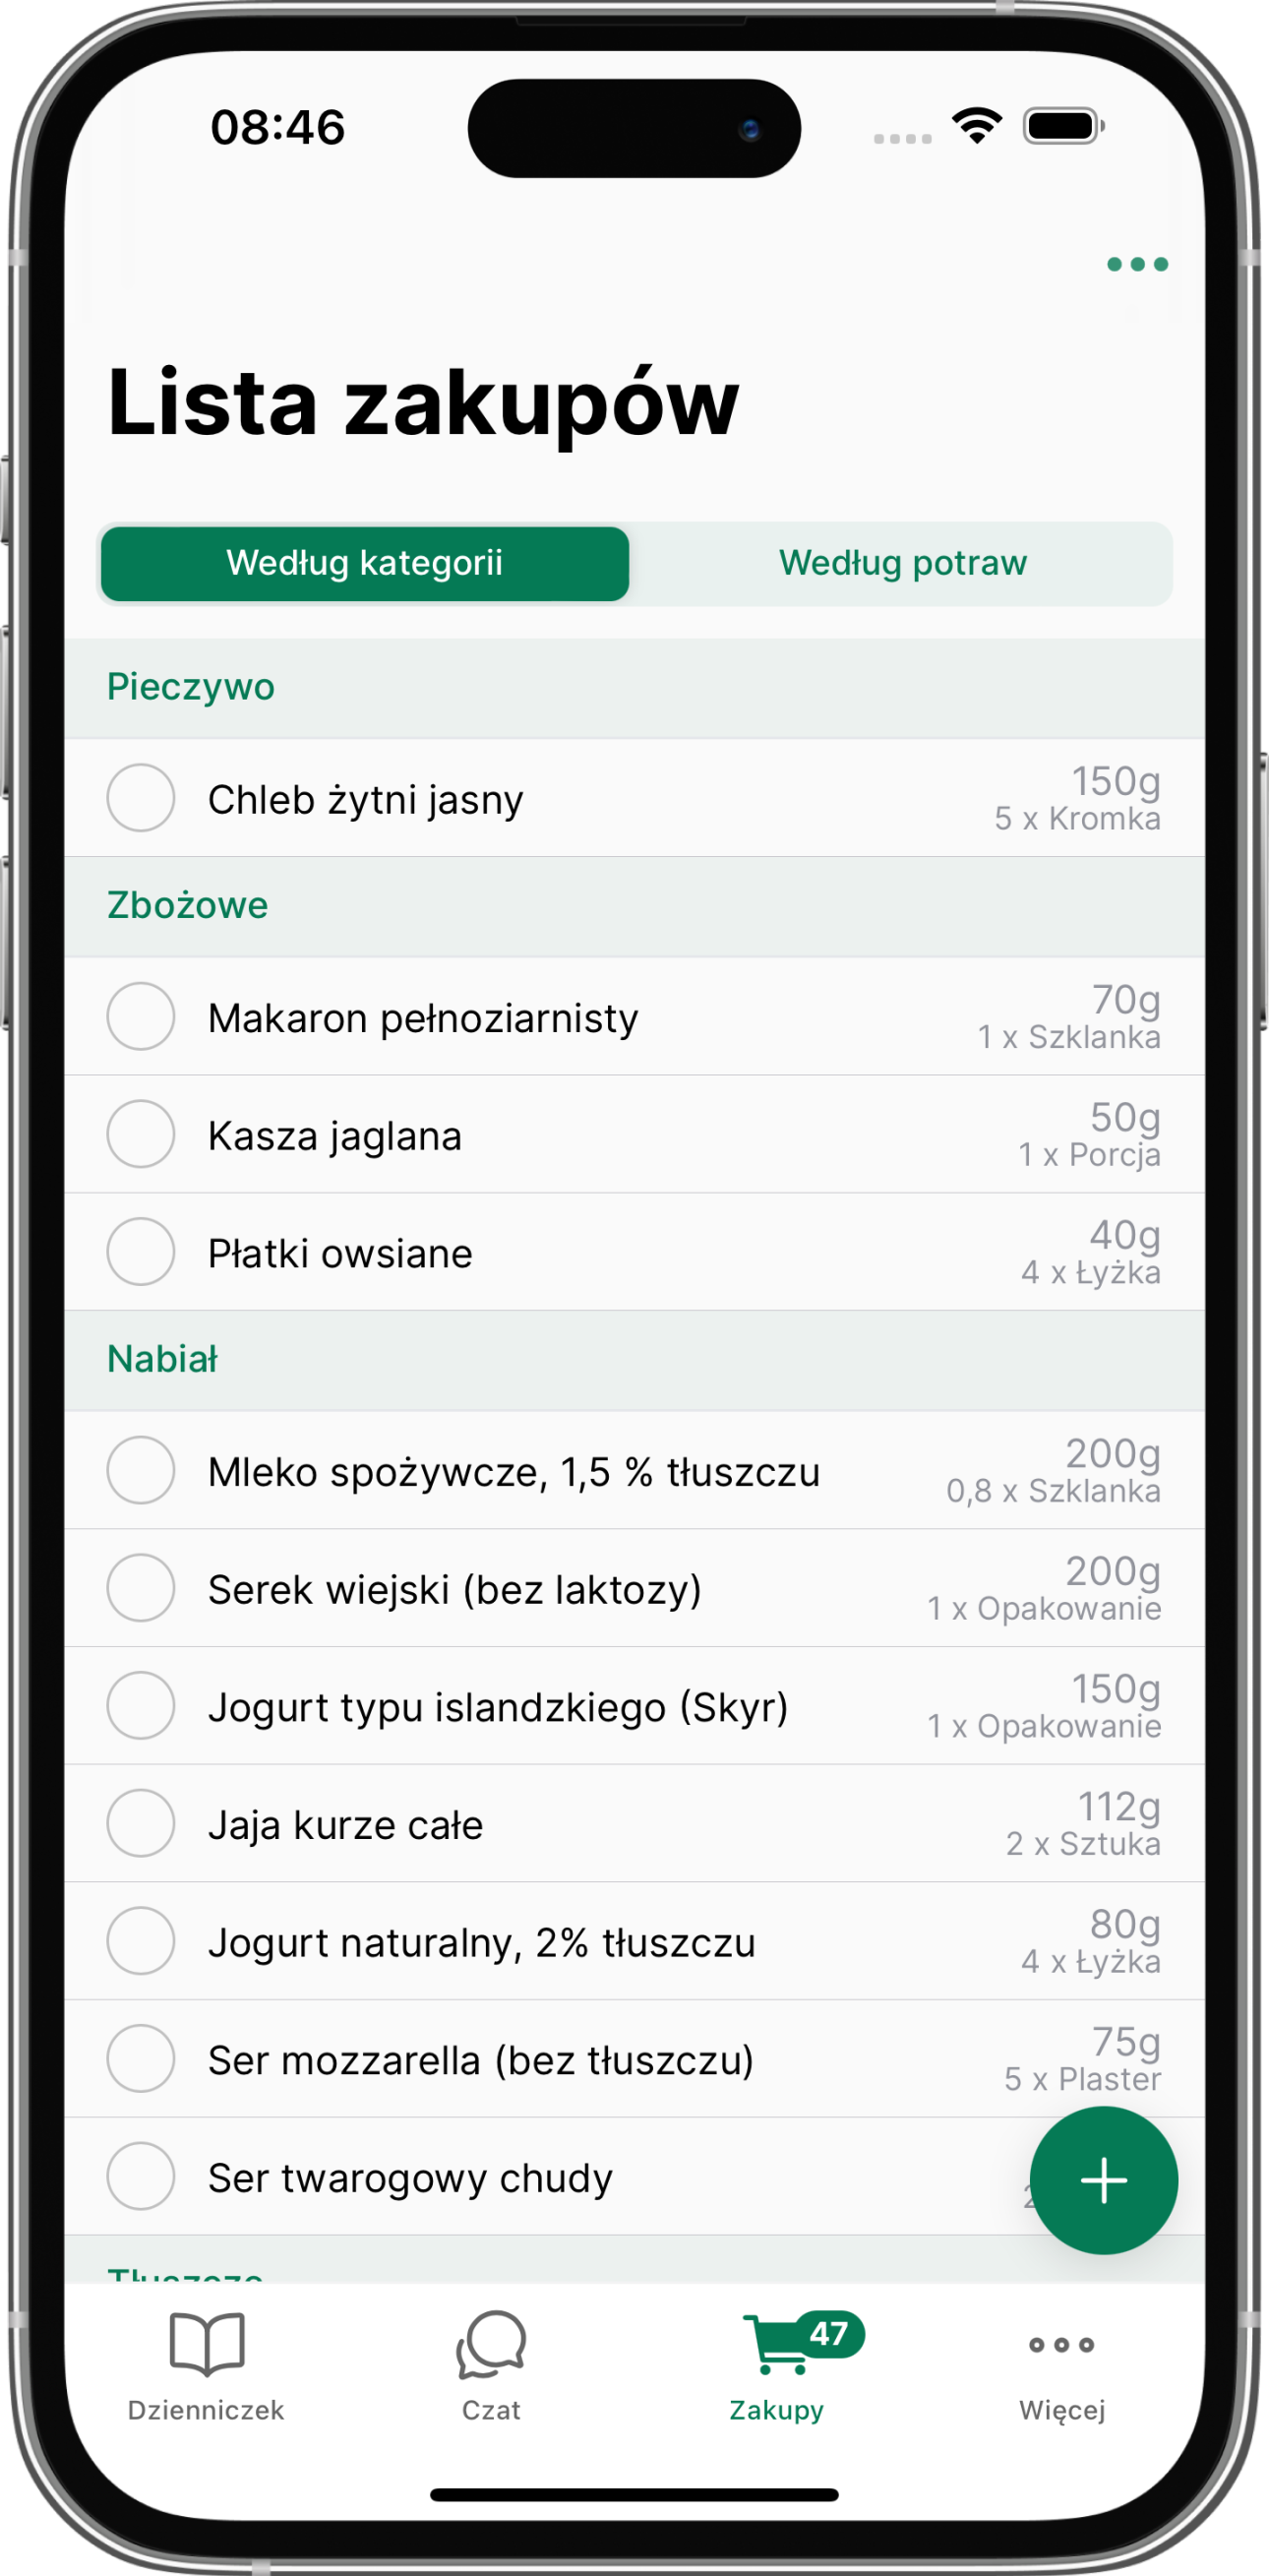 08:46
Lista zakupów
Według kategorii
Według potraw
Pieczywo
Chleb żytni jasny
150g
5 x Kromka
Zbożowe
Makaron pełnoziarnisty
70g
1 x Szklanka
Kasza jaglana
50g
1 x Porcja
Płatki owsiane
40g
4 x Łyżka
Nabiał
Mleko spożywcze, 1,5 % tłuszczu
200g
0,8 x Szklanka
Serek wiejski (bez laktozy)
200g
1 x Opakowanie
Jogurt typu islandzkiego (Skyr)
150g
1 x Opakowanie
Jaja kurze całe
112g
2 x Sztuka
Jogurt naturalny, 2% tłuszczu
80g
4 x Łyżka
Ser mozzarella (bez tłuszczu)
75g
5 x Plaster
Ser twarogowy chudy
47
Dzienniczek
Czat
Zakupy
Więcej